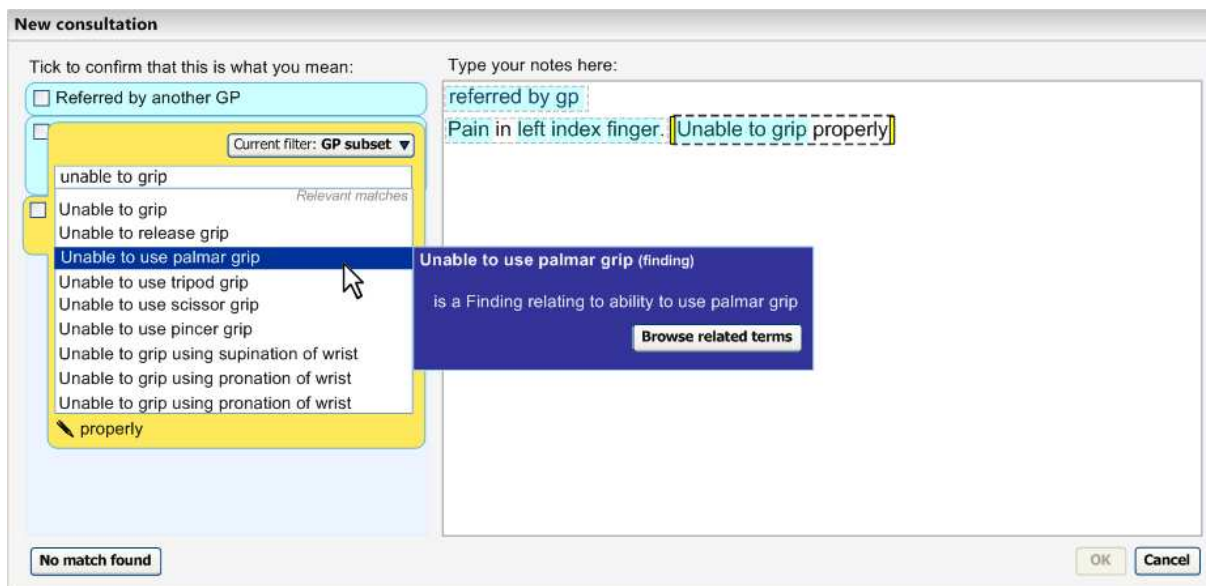 New consultation
Tick to confirm that this is what you mean:
Referred by another GP
Current filter: GP subset
unable to grip
Relevant matches
Unable to grip
Unable to release grip
Unable to use palmar grip
Unable to use tripod grip
Unable to use scissor grip
Unable to use pincer grip
Unable to grip using supination of wrist
Unable to grip using pronation of wrist
Unable to grip using pronation of wrist
properly
No match found
Type your notes here:
referred by gp
Pain in left index finger. Unable to grip properly
Unable to use palmar grip (finding)
is a Finding relating to ability to use palmar grip
Browse related terms
OK
Cancel